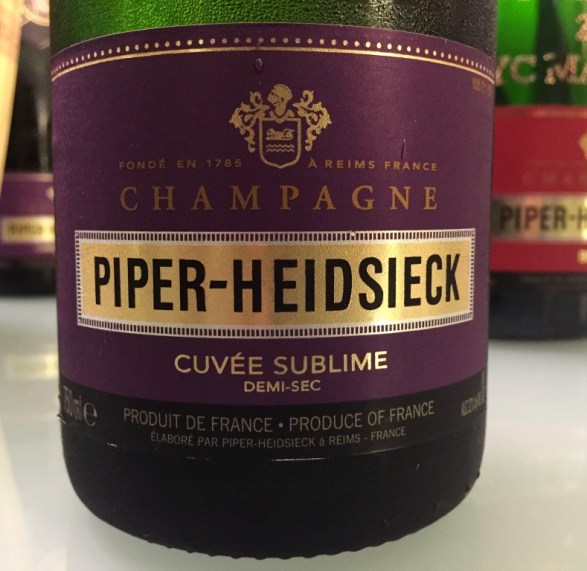 FONDÉ EN 1785 À REIMS FRANCE
CHAMPAGNE
PIPER-HEIDSIECK
CUVÉE SUBLIME
DEMI-SEC
750ml e
PRODUIT DE FRANCE • PRODUCE OF FRANCE
ÉLABORÉ PAR PIPER-HEIDSIECK à REIMS - FRANCE
PIPER-H